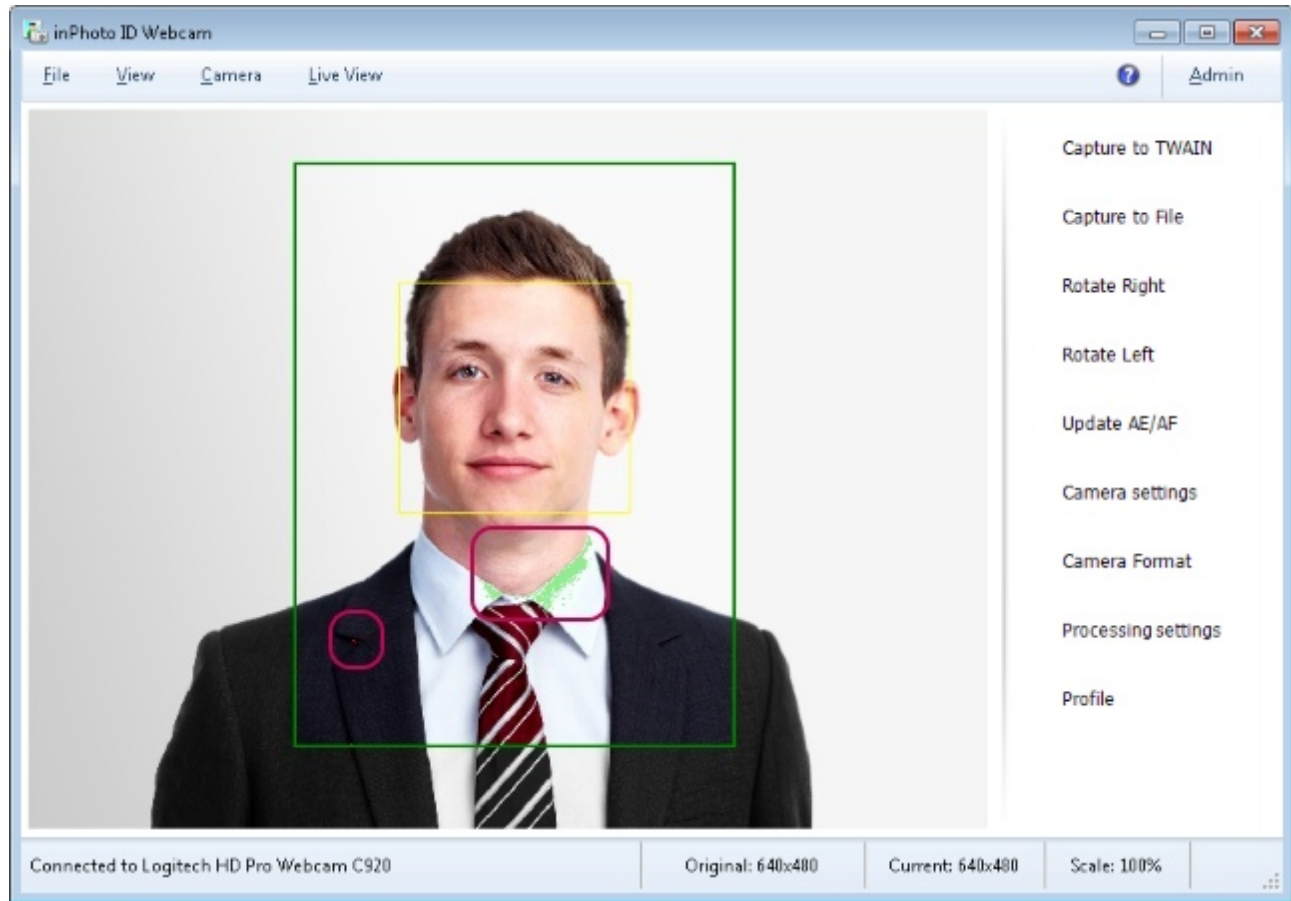 inPhoto ID Webcam
File View Camera Live View ? Admin
Capture to TWAIN
Capture to File
Rotate Right
Rotate Left
Update AE/AF
Camera settings
Camera Format
Processing settings
Profile
Connected to Logitech HD Pro Webcam C920 Original: 640x480 Current: 640x480 Scale: 100%